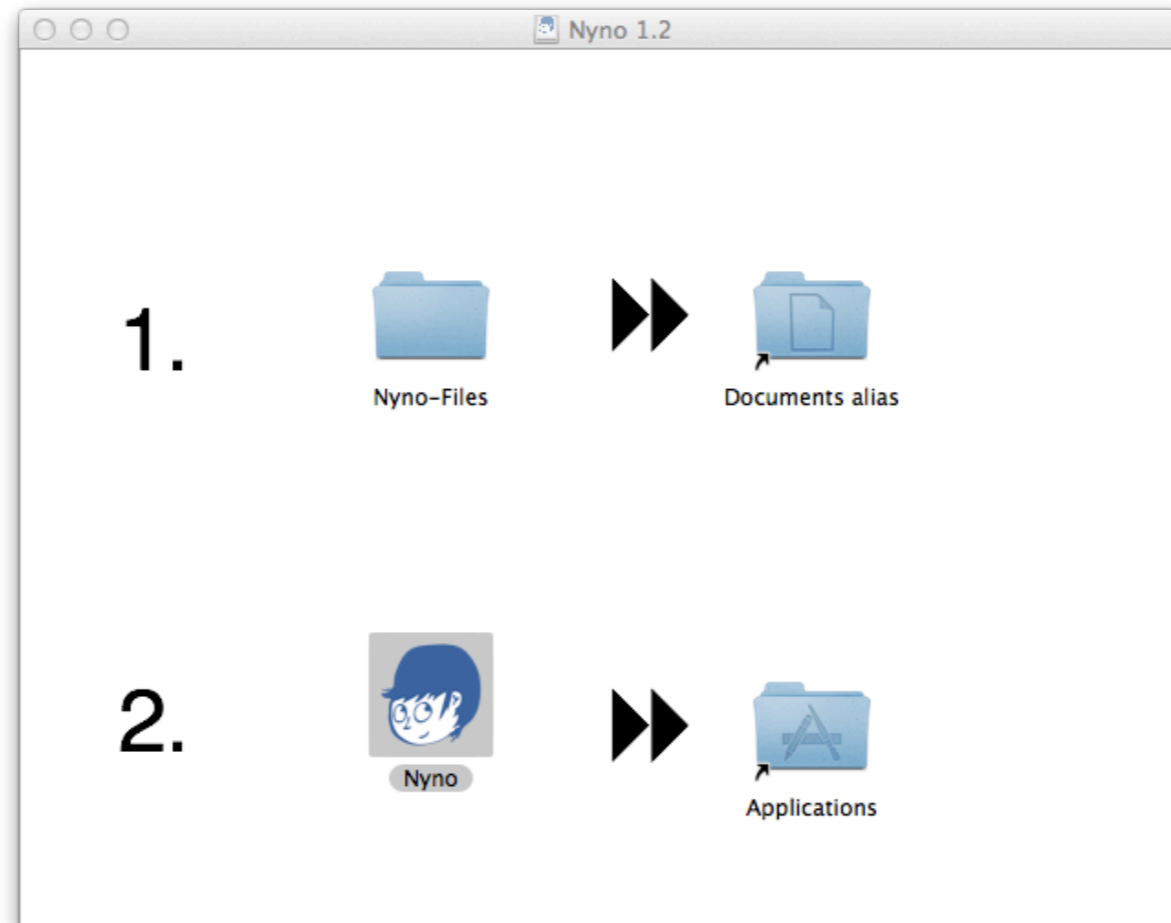 Nyno 1.2
1.
Nyno-Files
Documents alias
2.
Nyno
Applications